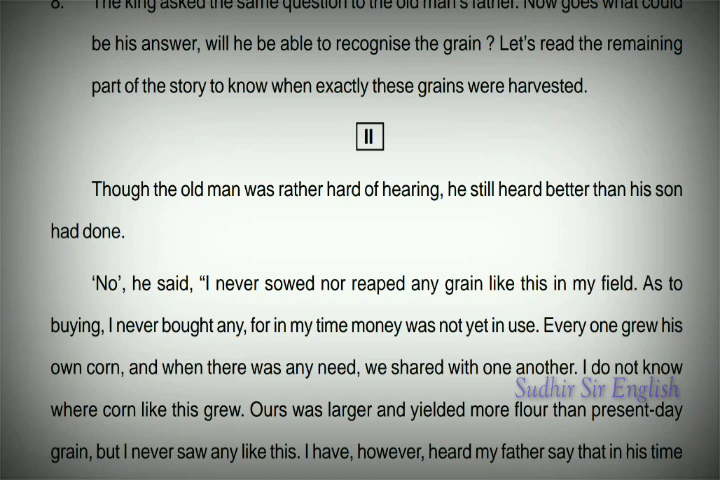 8. The king asked the same question to the old man's father. Now goes what could
be his answer, will he be able to recognise the grain ? Let's read the remaining
part of the story to know when exactly these grains were harvested.
II
Though the old man was rather hard of hearing, he still heard better than his son
had done.
‘No’, he said, “I never sowed nor reaped any grain like this in my field. As to
buying, I never bought any, for in my time money was not yet in use. Every one grew his
own corn, and when there was any need, we shared with one another. I do not know
Sudhir Sir English
where corn like this grew. Ours was larger and yielded more flour than present-day
grain, but I never saw any like this. I have, however, heard my father say that in his time